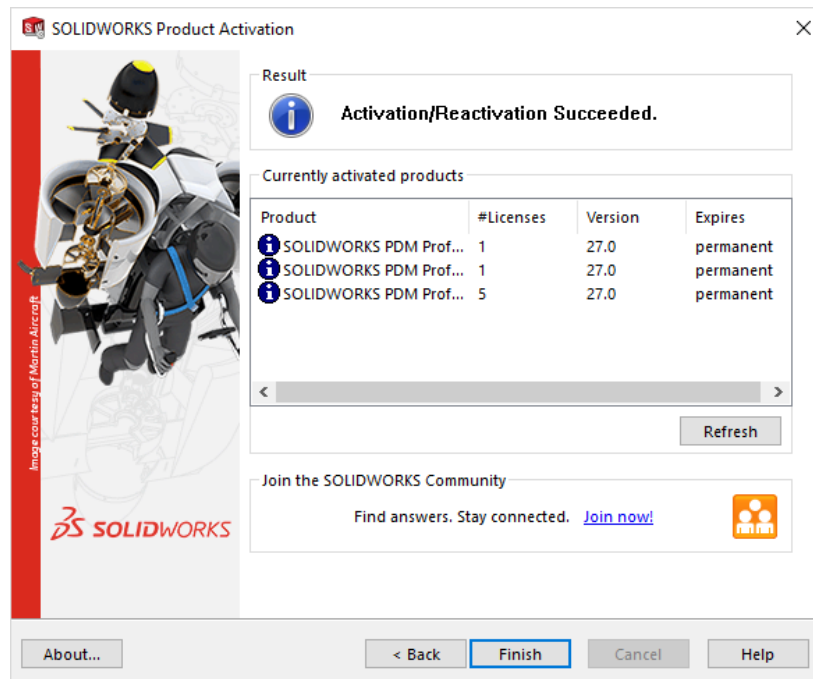 SOLIDWORKS Product Activation
Result
Activation/Reactivation Succeeded.
Currently activated products
Product #Licenses Version Expires
SOLIDWORKS PDM Prof... 1 27.0 permanent
SOLIDWORKS PDM Prof... 1 27.0 permanent
SOLIDWORKS PDM Prof... 5 27.0 permanent
Refresh
Join the SOLIDWORKS Community
Find answers. Stay connected. Join now!
Image courtesy of Martin Aircraft
SOLIDWORKS
About... < Back Finish Cancel Help